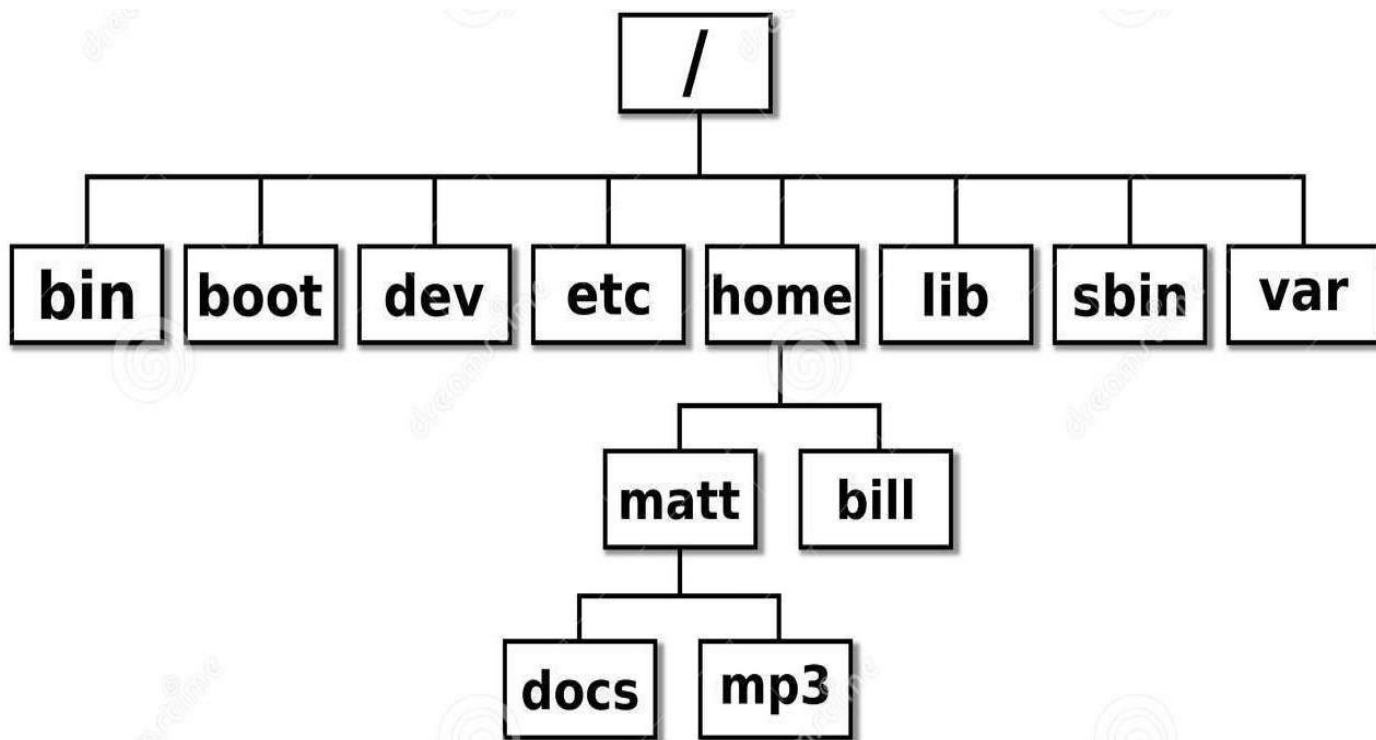 /
bin boot dev etc home lib sbin var
matt bill
docs mp3